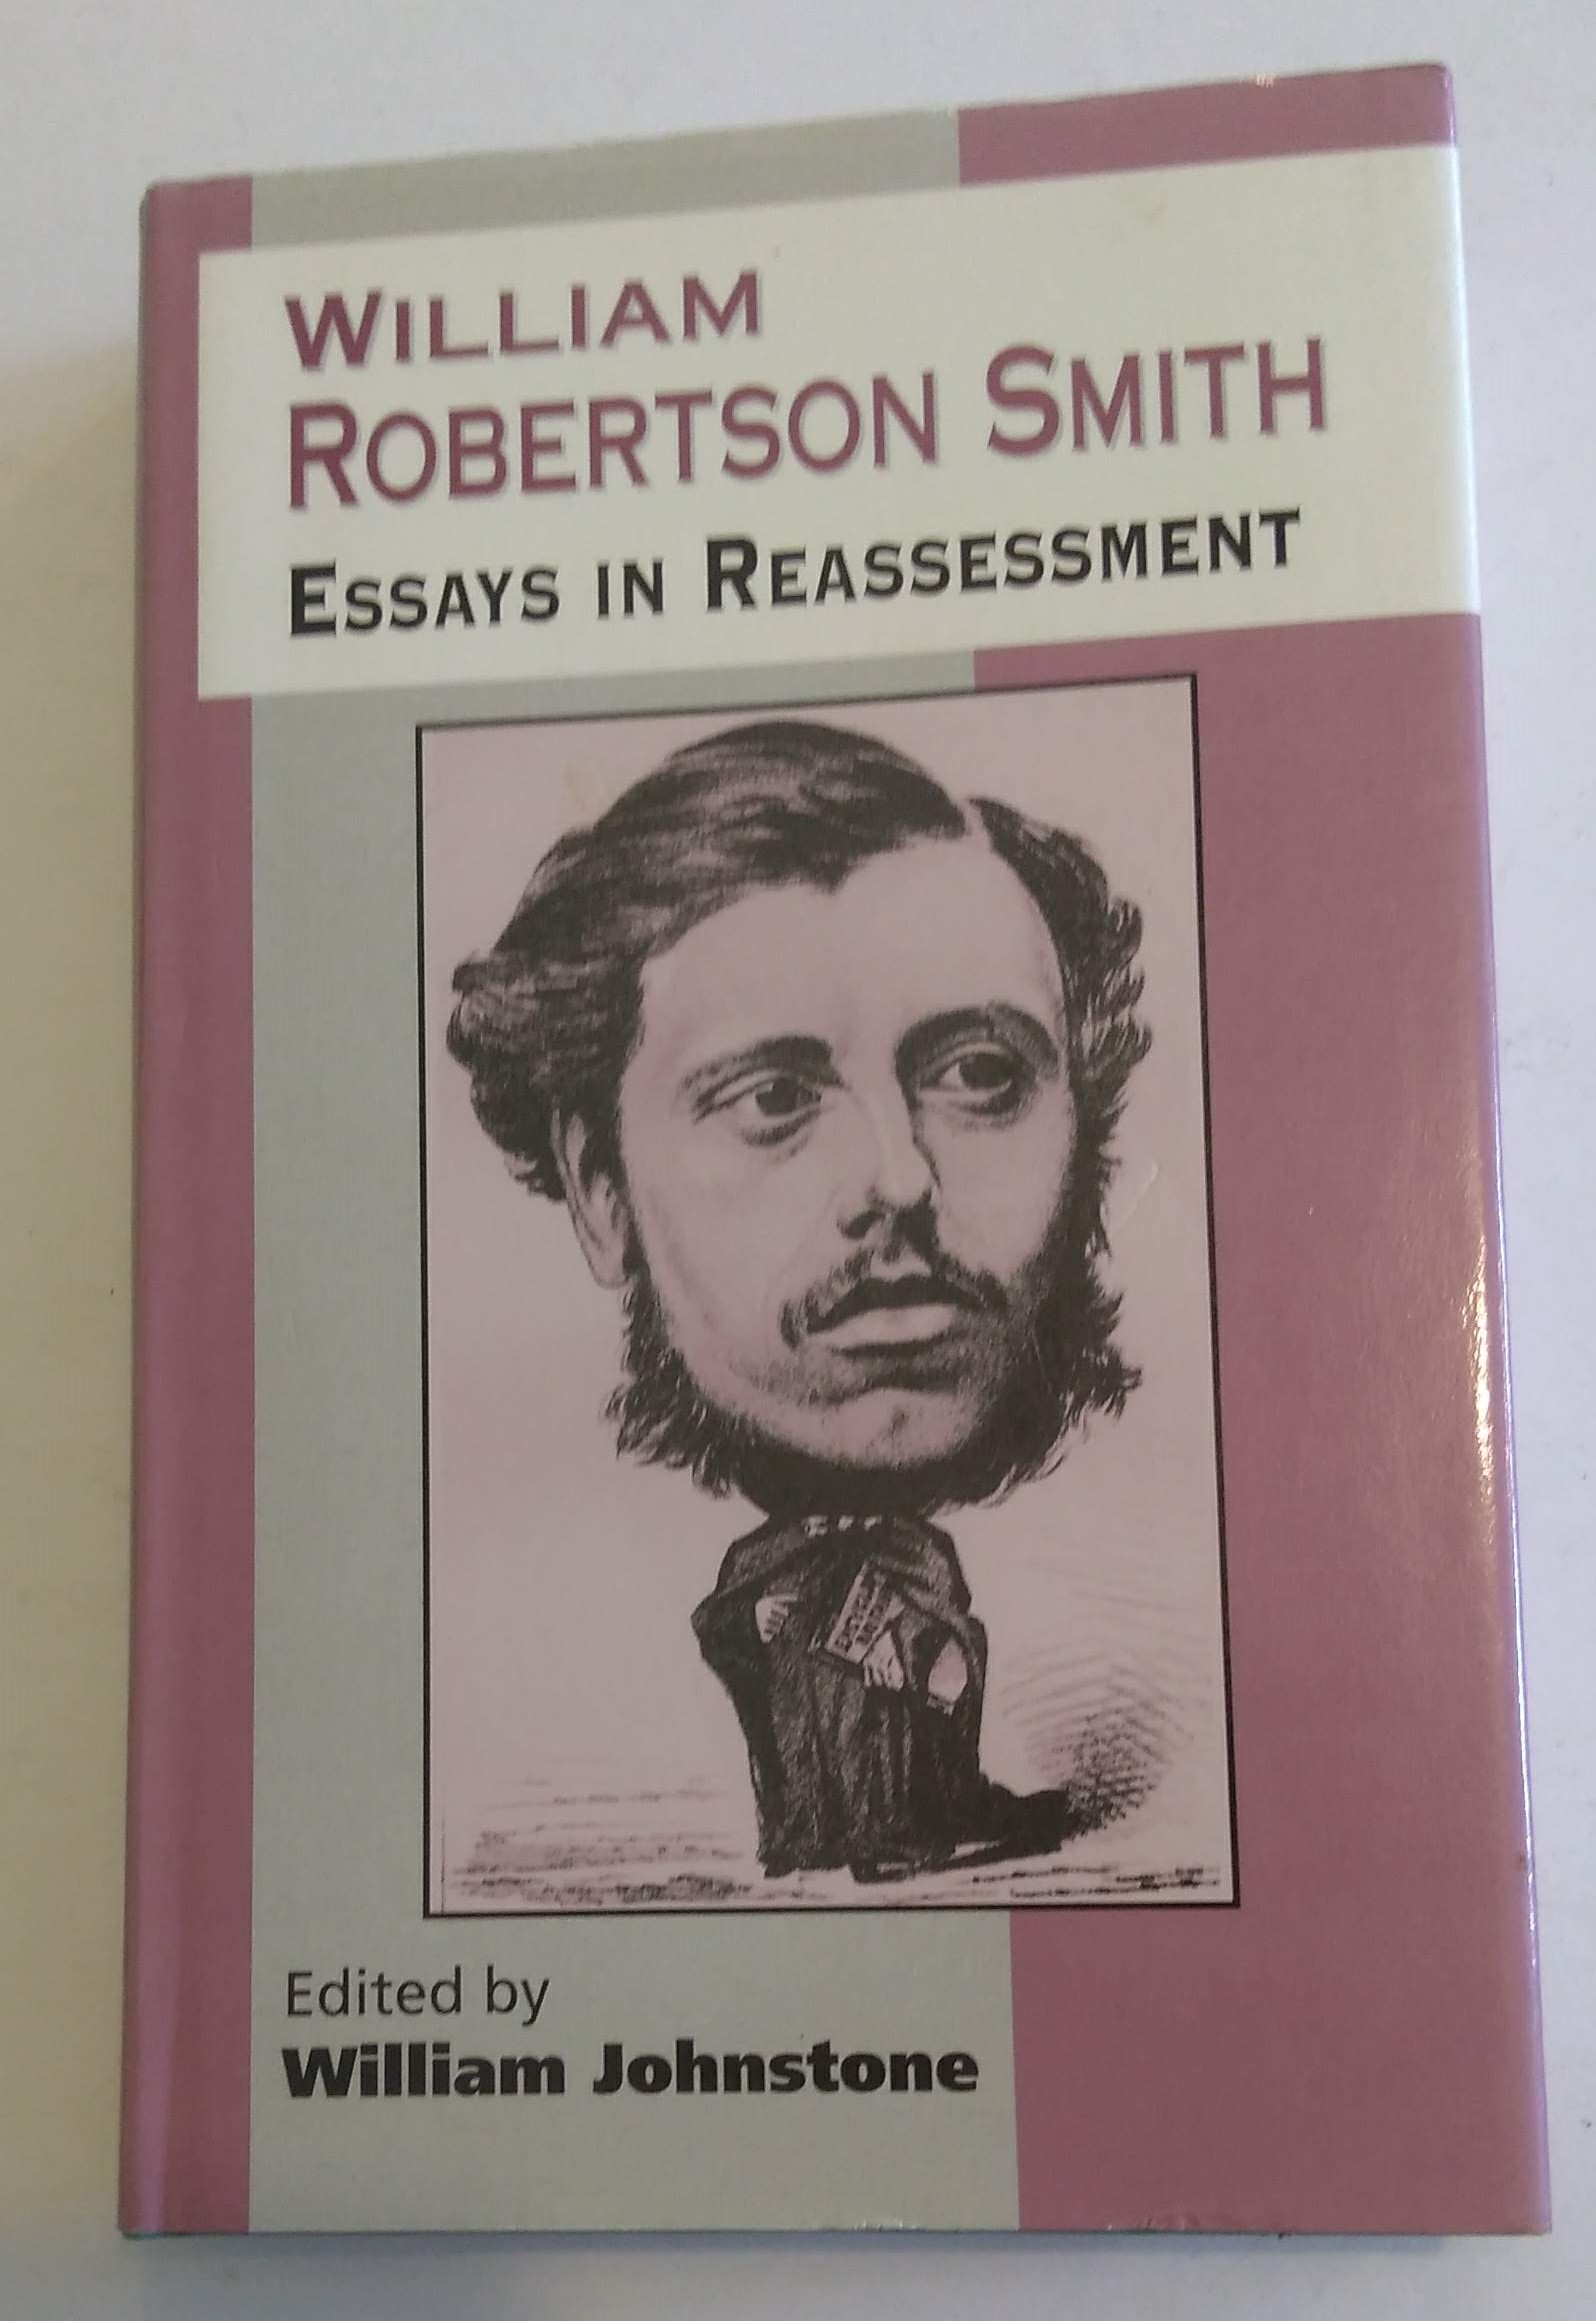 WILLIAM
ROBERTSON SMITH
ESSAYS IN REASSESSMENT
Edited by
William Johnstone